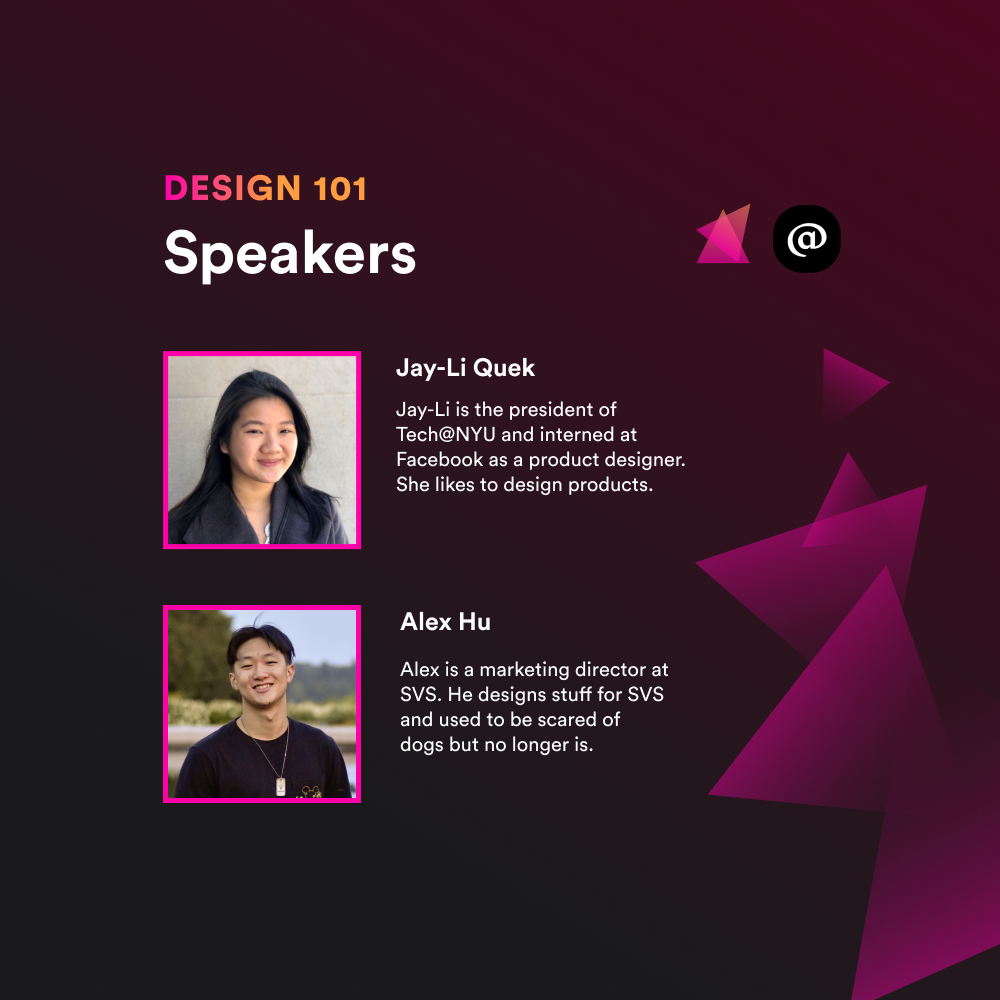 DESIGN 101
Speakers
@
Jay-Li Quek
Jay-Li is the president of
Tech@NYU and interned at
Facebook as a product designer.
She likes to design products.
Alex Hu
Alex is a marketing director at
SVS. He designs stuff for SVS
and used to be scared of
dogs but no longer is.